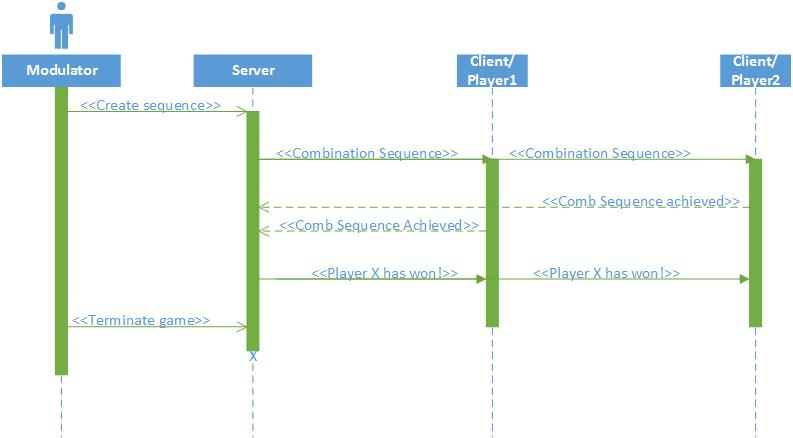 Modulator
Server
Client/
Player1
Client/
Player2
<<Create sequence>>
<<Combination Sequence>>
<<Combination Sequence>>
<<Comb Sequence achieved>>
<<Comb Sequence Achieved>>
<<Player X has won!>>
<<Player X has won!>>
<<Terminate game>>
X